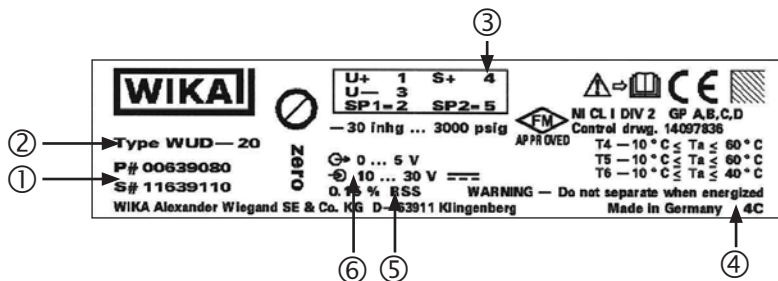 ③
WIKA
U+ 1 S+ 4
U— 3
SP1=2 SP2=5
—30 inhg ... 3000 psig
FM
APPROVED
CE
NI CL I DIV 2 GP A,B,C,D
Control drwg. 14097836
T4 —10 ° C ≤ Ta ≤ 60 ° C
T5 —10 ° C ≤ Ta ≤ 60 ° C
T6 —10 ° C ≤ Ta ≤ 40 ° C
② Type WUD—20
zero
① P# 00639080
S# 11639110
0 ... 5 V
10 ... 30 V
0.15 % RSS
WARNING — Do not separate when energized
WIKA Alexander Wiegand SE & Co. KG D—63911 Klingenberg
Made in Germany 4C
⑥ ⑤ ④